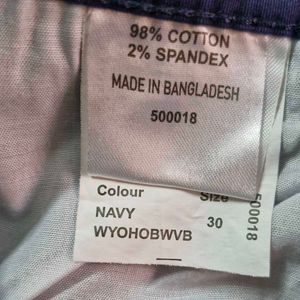 98% COTTON
2% SPANDEX
MADE IN BANGLADESH
500018
Colour Size
NAVY 30
WYOHOBWVB
500018